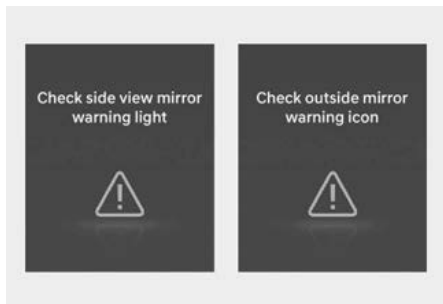 Check side view mirror
warning light
Check outside mirror
warning icon